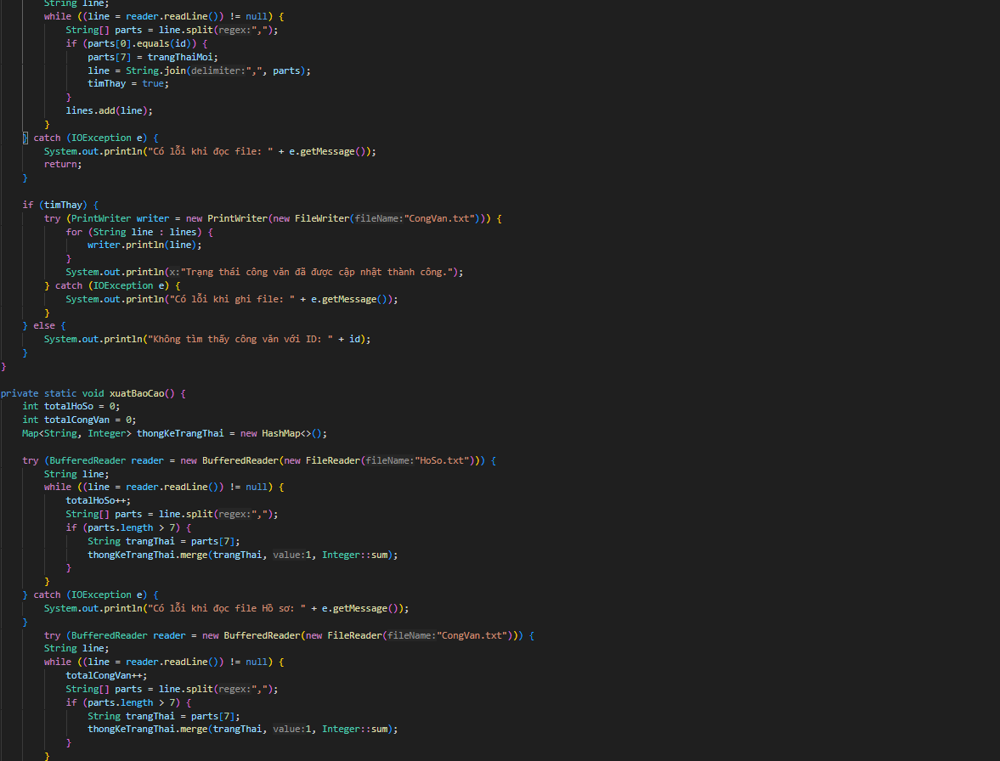 String line;
while ((line = reader.readLine()) != null) {
String[] parts = line.split(regex:",");
if (parts[0].equals(id)) {
parts[7] = trangThaiMoi;
line = String.join(delimiter:",", parts);
timThay = true;
}
lines.add(line);
}
} catch (IOException e) {
System.out.println("Có lỗi khi đọc file: " + e.getMessage());
return;
}
if (timThay) {
try (PrintWriter writer = new PrintWriter(new FileWriter(fileName:"CongVan.txt"))) {
for (String line : lines) {
writer.println(line);
}
System.out.println(x:"Trạng thái công văn đã được cập nhật thành công.");
} catch (IOException e) {
System.out.println("Có lỗi khi ghi file: " + e.getMessage());
}
} else {
System.out.println("Không tìm thấy công văn với ID: " + id);
}
}
private static void xuatBaoCao() {
int totalHoSo = 0;
int totalCongVan = 0;
Map<String, Integer> thongKeTrangThai = new HashMap<>();
try (BufferedReader reader = new BufferedReader(new FileReader(fileName:"HoSo.txt"))) {
String line;
while ((line = reader.readLine()) != null) {
totalHoSo++;
String[] parts = line.split(regex:",");
if (parts.length > 7) {
String trangThai = parts[7];
thongKeTrangThai.merge(trangThai, value:1, Integer::sum);
}
}
} catch (IOException e) {
System.out.println("Có lỗi khi đọc file Hồ sơ: " + e.getMessage());
}
try (BufferedReader reader = new BufferedReader(new FileReader(fileName:"CongVan.txt"))) {
String line;
while ((line = reader.readLine()) != null) {
totalCongVan++;
String[] parts = line.split(regex:",");
if (parts.length > 7) {
String trangThai = parts[7];
thongKeTrangThai.merge(trangThai, value:1, Integer::sum);
}
}